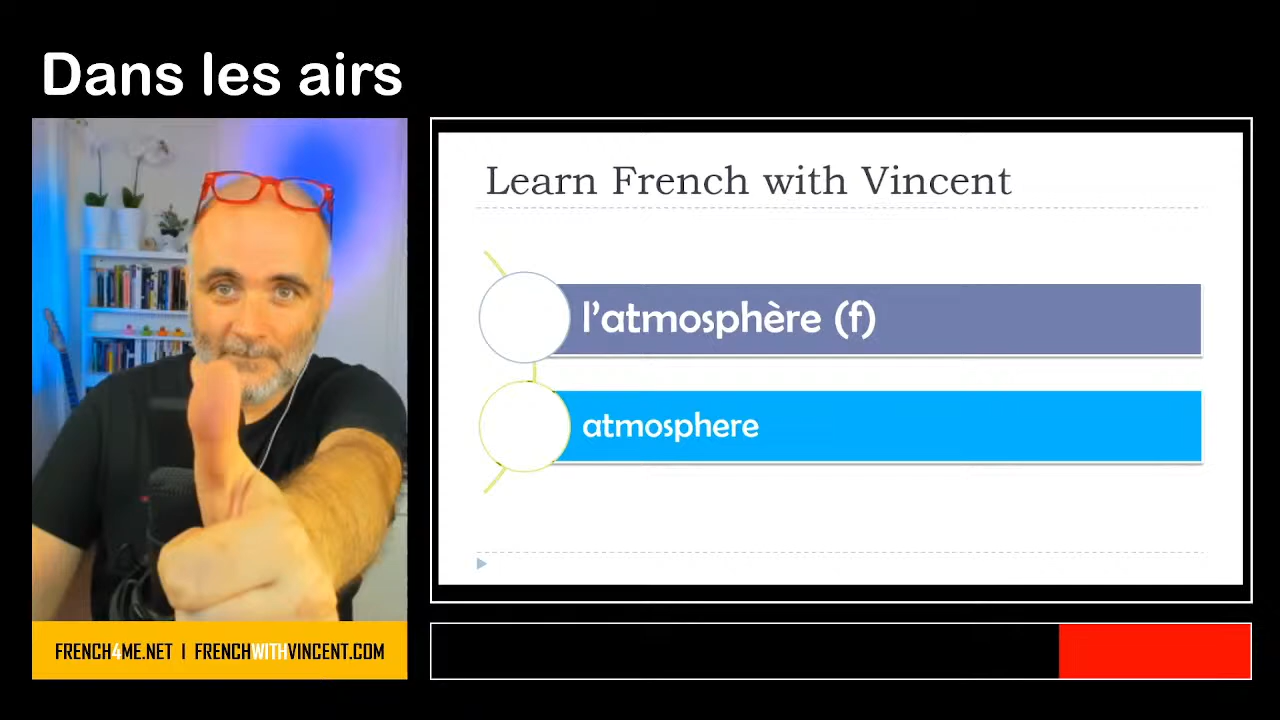 Dans les airs
Learn French with Vincent
l’atmosphère (f)
atmosphere
FRENCH4ME.NET I FRENCHWITHVINCENT.COM